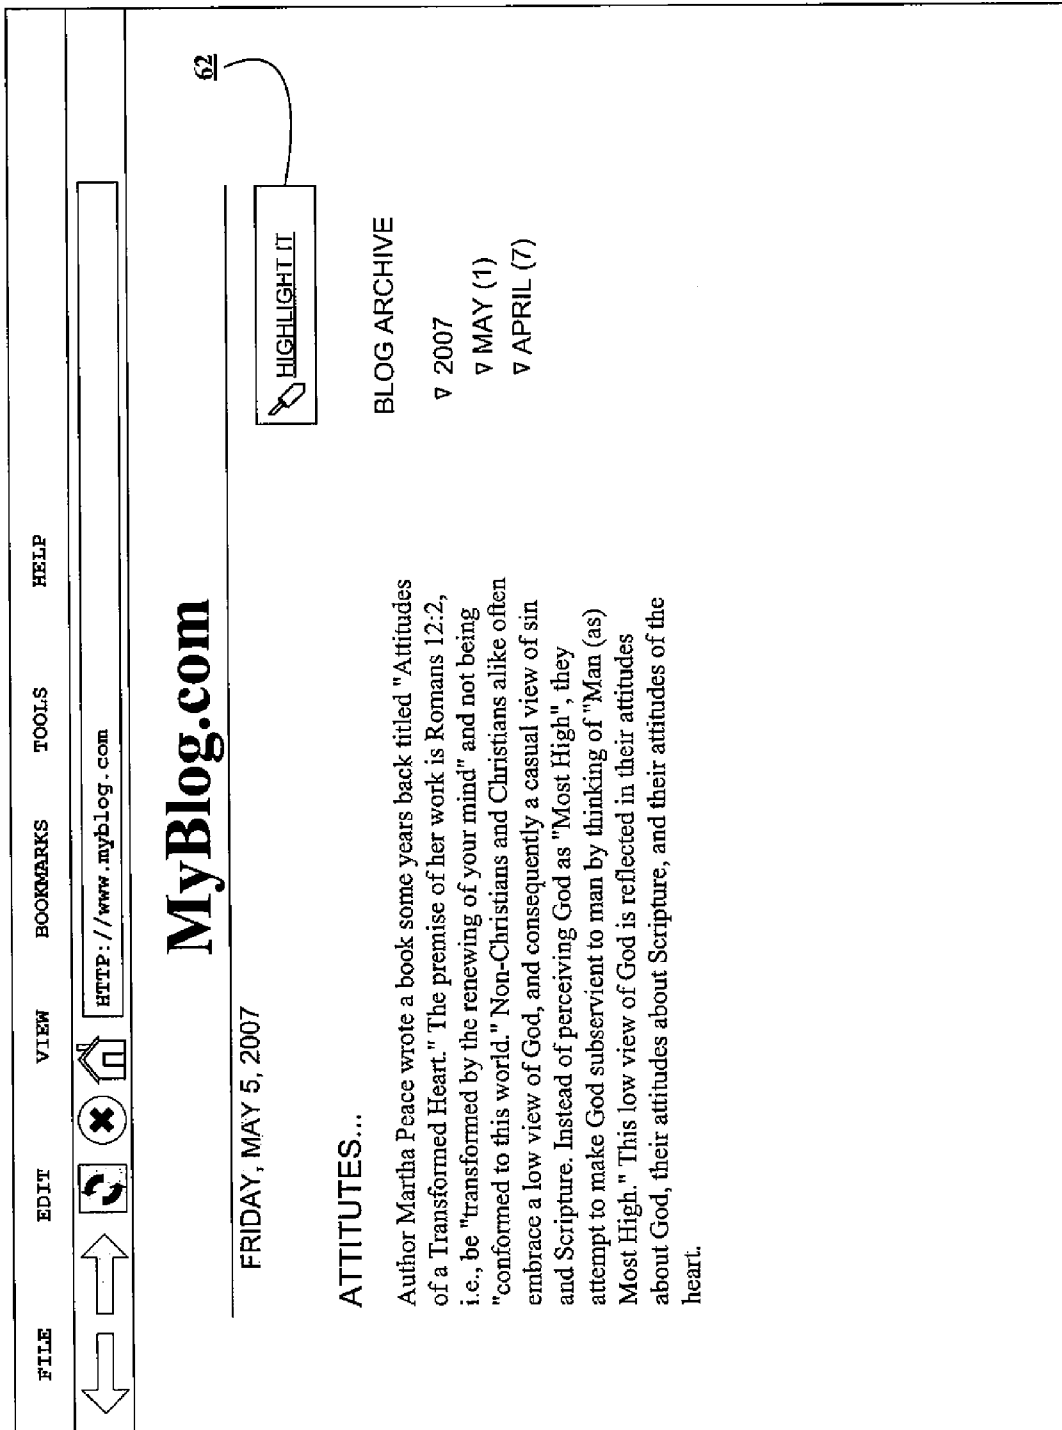 FILE EDIT VIEW BOOKMARKS TOOLS HELP
HTTP://www.myblog.com
MyBlog.com
62
FRIDAY, MAY 5, 2007
HIGHLIGHT IT
ATTITUTES...
Author Martha Peace wrote a book some years back titled "Attitudes
of a Transformed Heart." The premise of her work is Romans 12:2,
i.e., be "transformed by the renewing of your mind" and not being
"conformed to this world." Non-Christians and Christians alike often
embrace a low view of God, and consequently a casual view of sin
and Scripture. Instead of perceiving God as "Most High", they
attempt to make God subservient to man by thinking of "Man (as)
Most High." This low view of God is reflected in their attitudes
about God, their attitudes about Scripture, and their attitudes of the
heart.
BLOG ARCHIVE
∇ 2007
∇ MAY (1)
∇ APRIL (7)